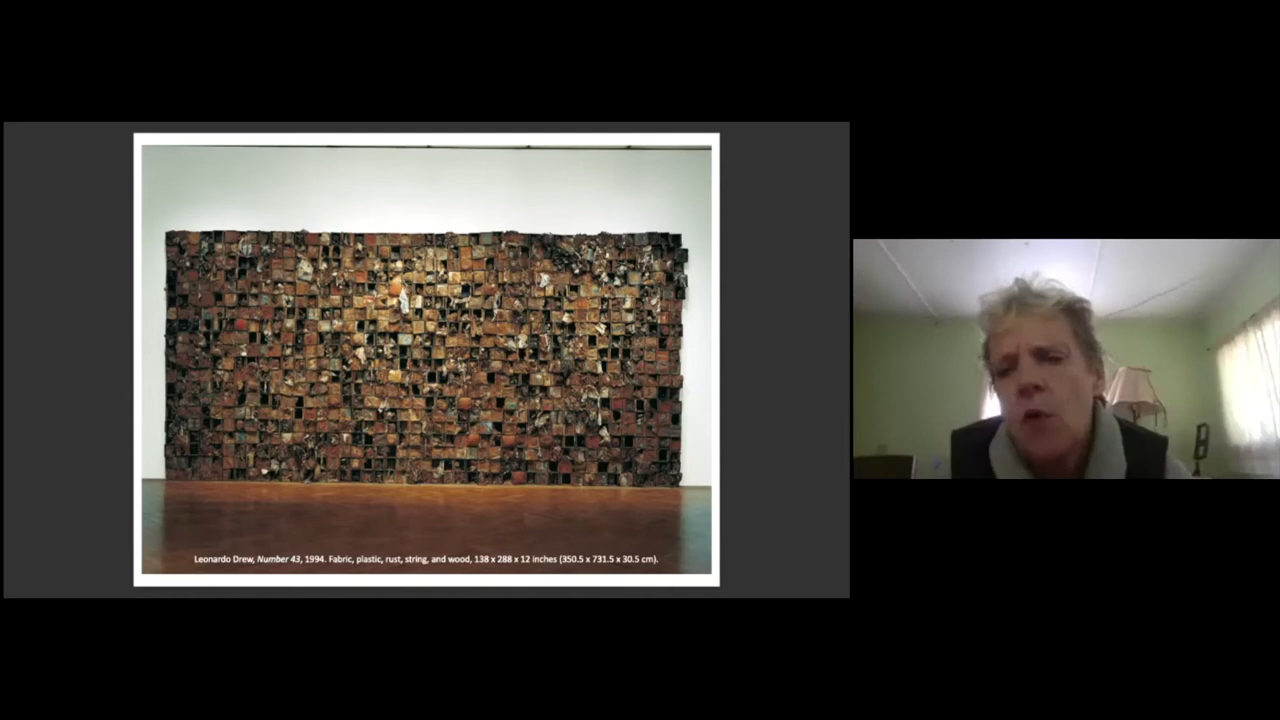 Leonardo Drew, Number 43, 1994. Fabric, plastic, rust, string, and wood, 138 x 288 x 12 inches (350.5 x 731.5 x 30.5 cm).